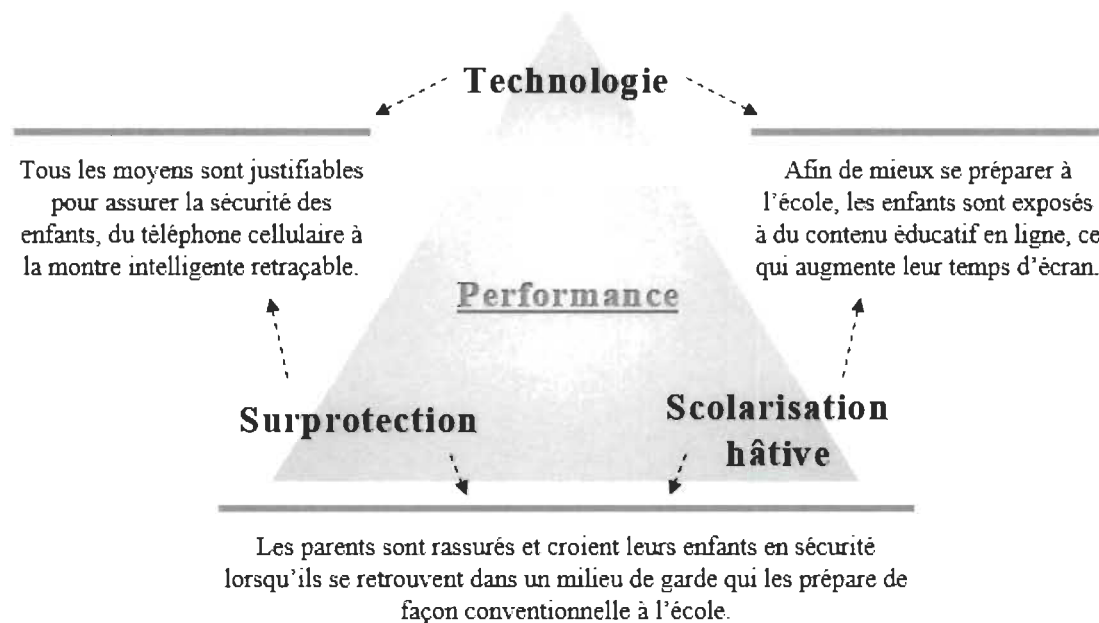 Technologie
Tous les moyens sont justifiables
pour assurer la sécurité des
enfants, du téléphone cellulaire à
la montre intelligente retraçable.
Afin de mieux se préparer à
l'école, les enfants sont exposés
à du contenu éducatif en ligne, ce
qui augmente leur temps d'écran.
Performance
Surprotection
Scolarisation
hâtive
Les parents sont rassurés et croient leurs enfants en sécurité
lorsqu'ils se retrouvent dans un milieu de garde qui les prépare de
façon conventionnelle à l'école.